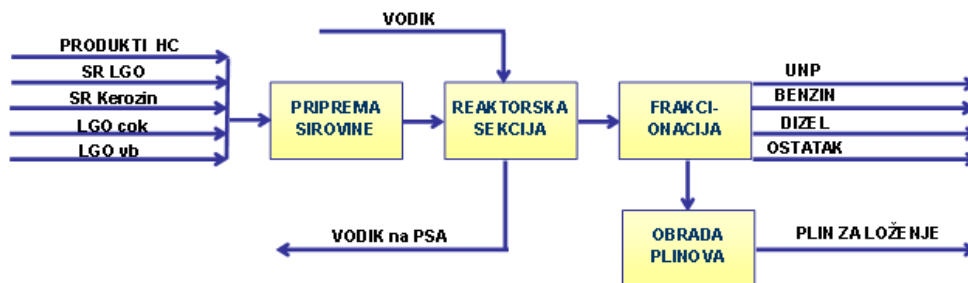 VODIK
PRODUKTI HC
SR LGO
SR Kerozin
LGO cok
LGO vb
PRIPREMA
SIROVINE
REAKTORSKA
SEKCIJA
FRAKCI-
ONACIJA
UNP
BENZIN
DIZEL
OSTATAK
VODIK na PSA
OBRADA
PLINOVA
PLIN ZA LOŽENJE